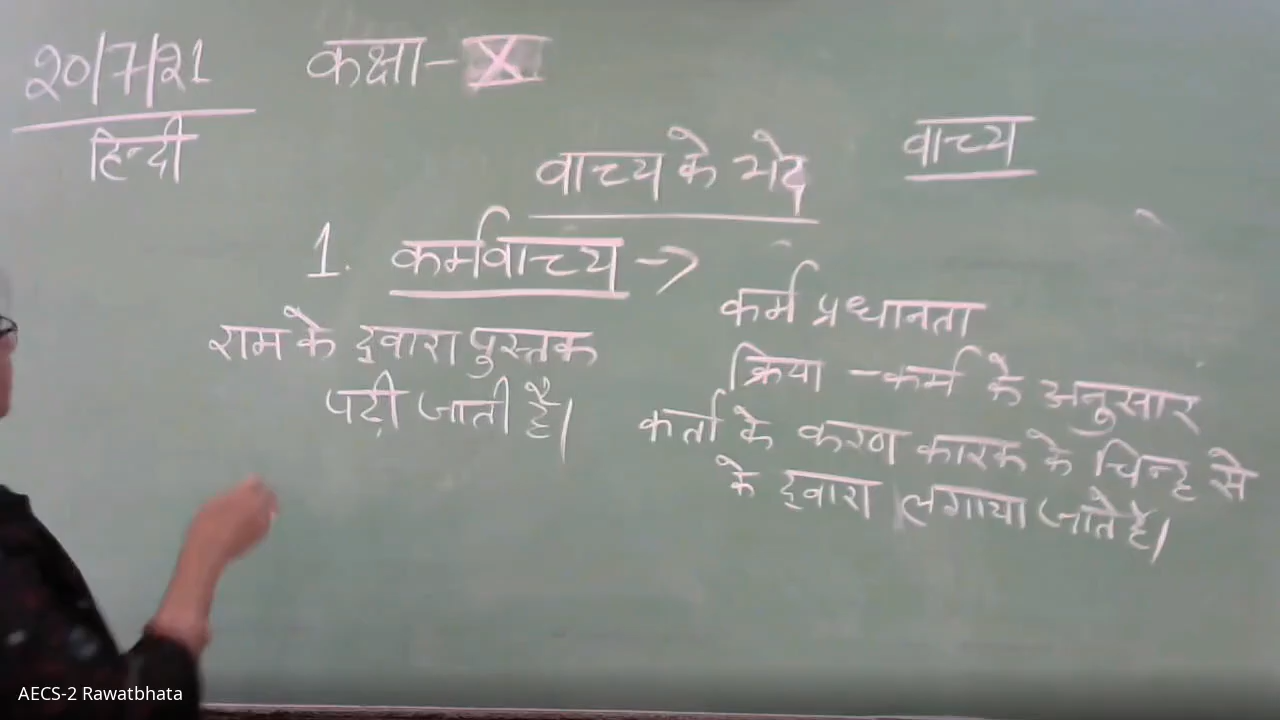 20/7/21 कक्षा - X
हिन्दी
वाच्य
वाच्य के भेद
1. कर्मवाच्य ->
राम के द्वारा पुस्तक
पढ़ी जाती है।
कर्म प्रधानता
क्रिया - कर्म के अनुसार
कर्ता के करण कारक के चिन्ह से
के द्वारा लगाया जाते हैं।
AECS-2 Rawatbhata